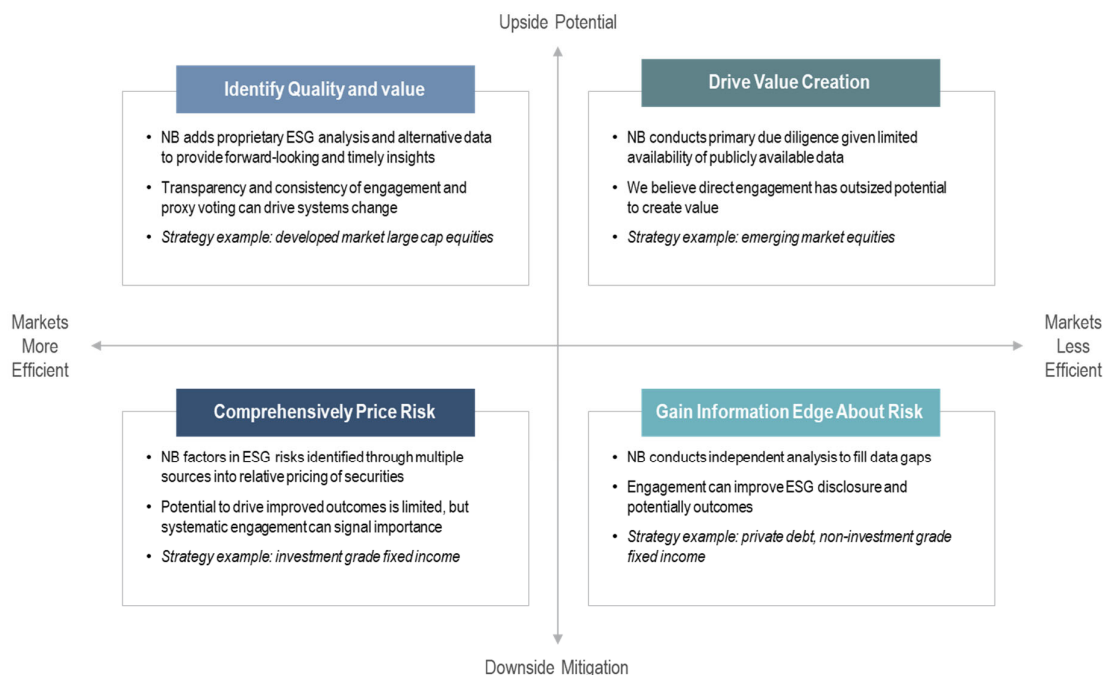 Upside Potential
Identify Quality and value
• NB adds proprietary ESG analysis and alternative data
to provide forward-looking and timely insights
• Transparency and consistency of engagement and
proxy voting can drive systems change
• Strategy example: developed market large cap equities
Drive Value Creation
• NB conducts primary due diligence given limited
availability of publicly available data
• We believe direct engagement has outsized potential
to create value
• Strategy example: emerging market equities
Markets
More
Efficient
Markets
Less
Efficient
Comprehensively Price Risk
• NB factors in ESG risks identified through multiple
sources into relative pricing of securities
• Potential to drive improved outcomes is limited, but
systematic engagement can signal importance
• Strategy example: investment grade fixed income
Gain Information Edge About Risk
• NB conducts independent analysis to fill data gaps
• Engagement can improve ESG disclosure and
potentially outcomes
• Strategy example: private debt, non-investment grade
fixed income
Downside Mitigation